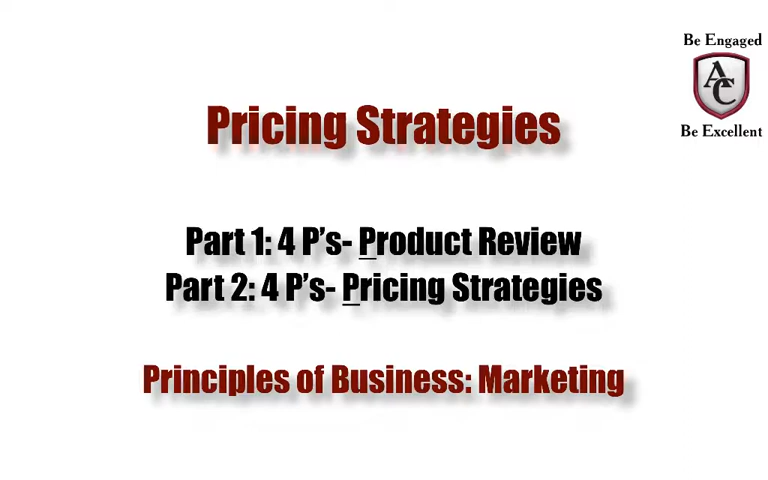 Be Engaged
AC
Be Excellent
Pricing Strategies
Part 1: 4 P's- Product Review
Part 2: 4 P's- Pricing Strategies
Principles of Business: Marketing